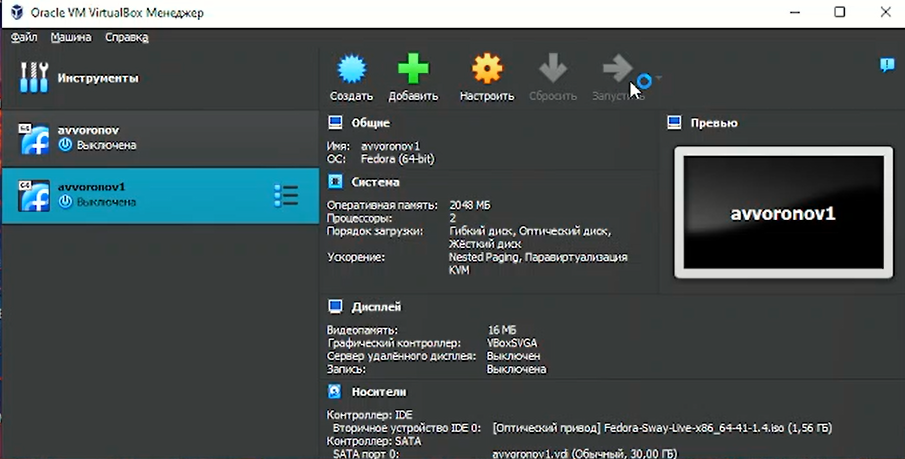 Oracle VM VirtualBox Менеджер
Файл Машина Справка
Инструменты
Создать Добавить Настроить Сбросить Запустить
64 avvoronov
Выключена
64 avvoronov1
Выключена
Общие
Имя: avvoronov1
ОС: Fedora (64-bit)
Превью
avvoronov1
Система
Оперативная память: 2048 МБ
Процессоры: 2
Порядок загрузки: Гибкий диск, Оптический диск,
Жёсткий диск
Ускорение: Nested Paging, Паравиртуализация
KVM
Дисплей
Видеопамять: 16 МБ
Графический контроллер: VBoxSVGA
Сервер удалённого дисплея: Выключен
Запись: Выключена
Носители
Контроллер: IDE
Вторичное устройство IDE 0: [Оптический привод] Fedora-Sway-Live-x86_64-41-1.4.iso (1,56 ГБ)
Контроллер: SATA
SATA порт 0: avvoronov1.vdi (Обычный, 30,00 ГБ)